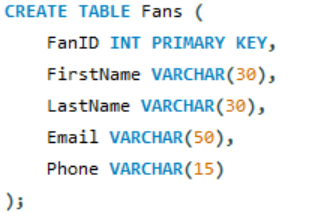 CREATE TABLE Fans (
    FanID INT PRIMARY KEY,
    FirstName VARCHAR(30),
    LastName VARCHAR(30),
    Email VARCHAR(50),
    Phone VARCHAR(15)
);